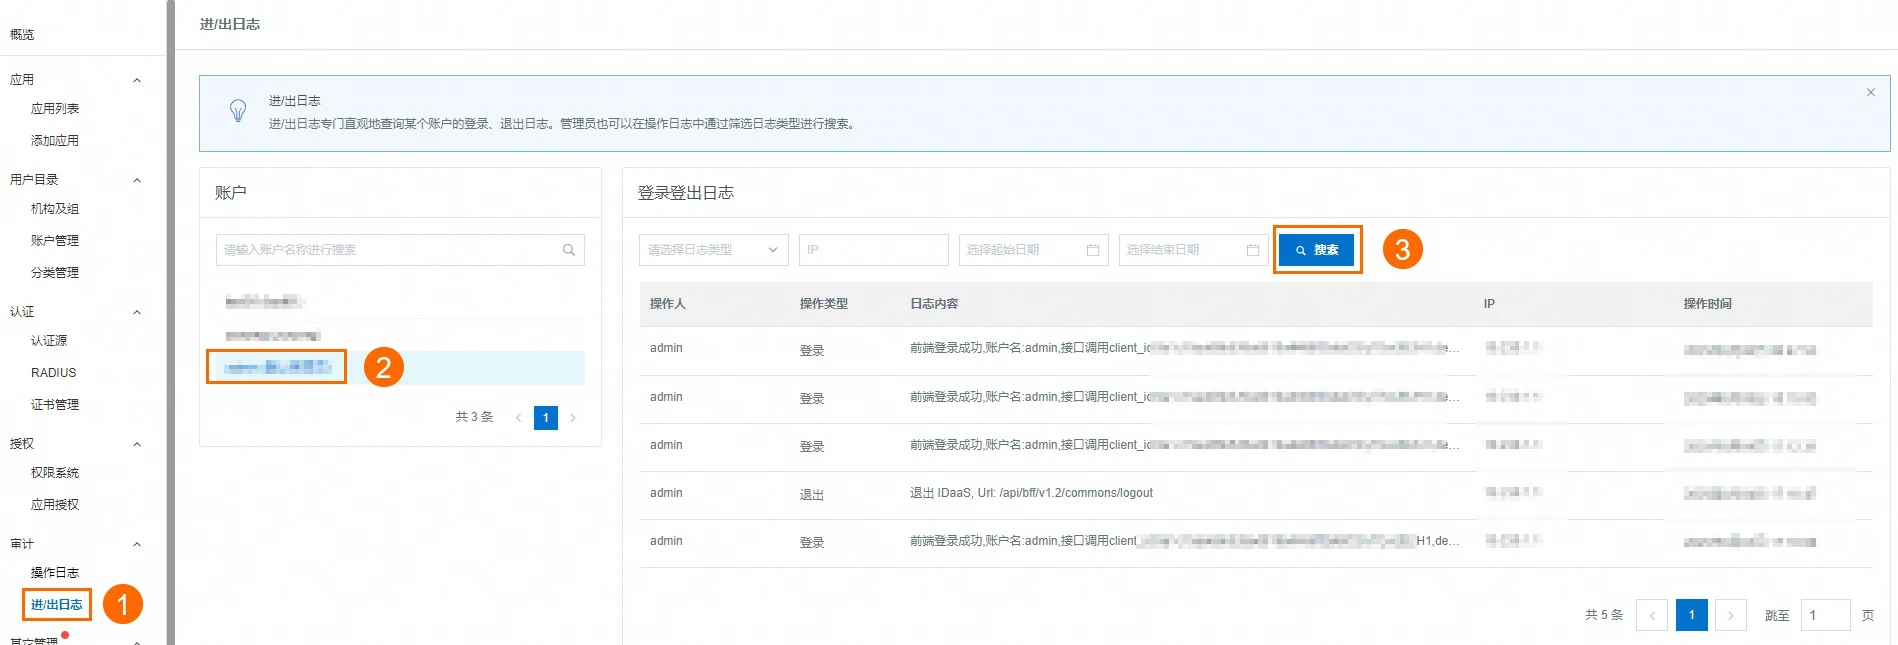 概览
应用
应用列表
添加应用
用户目录
机构及组
账户管理
分类管理
认证
认证源
RADIUS
证书管理
授权
权限系统
应用授权
审计
操作日志
进/出日志
1
其它管理
进/出日志
进/出日志
进/出日志专门直观地查询某个账户的登录、退出日志。管理员也可以在操作日志中通过筛选日志类型进行搜索。
账户
请输入账户名称进行搜索
2
共 3 条 < 1 >
登录登出日志
请选择日志类型 IP 选择起始日期 选择结束日期 搜索 3
操作人 操作类型 日志内容 IP 操作时间
admin 登录 前端登录成功,账户名:admin,接口调用client_id de...
admin 登录 前端登录成功,账户名:admin,接口调用client_id de...
admin 登录 前端登录成功,账户名:admin,接口调用client_id de...
admin 退出 退出 IDaaS, Url: /api/bff/v1.2/commons/logout
admin 登录 前端登录成功,账户名:admin,接口调用client_ H1,de...
共 5 条 < 1 > 跳至 1 页